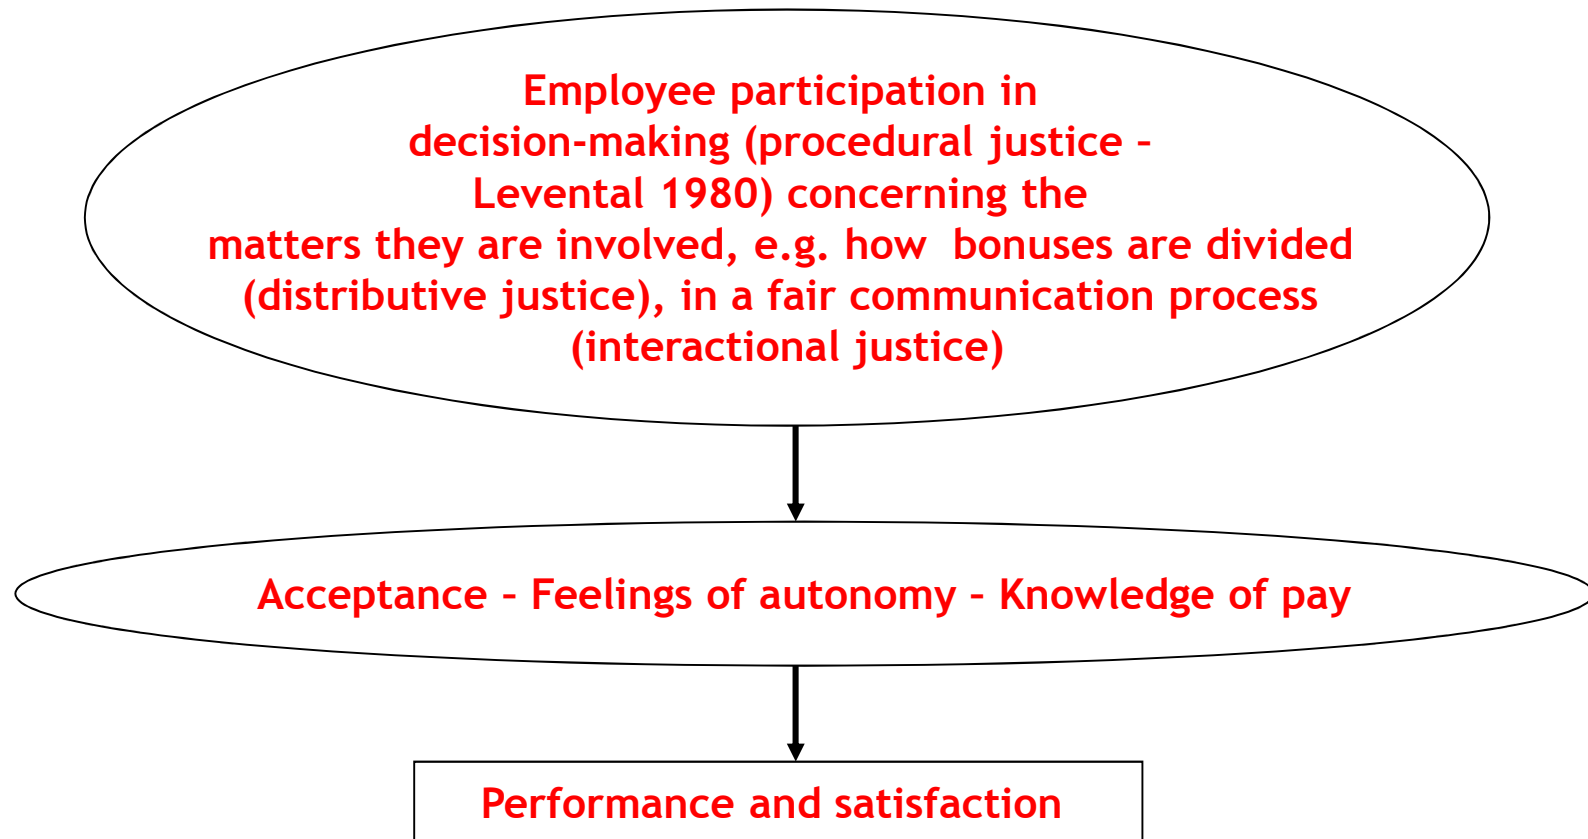 Employee participation in
decision-making (procedural justice –
Levental 1980) concerning the
matters they are involved, e.g. how  bonuses are divided
(distributive justice), in a fair communication process
(interactional justice)
Acceptance – Feelings of autonomy – Knowledge of pay
Performance and satisfaction